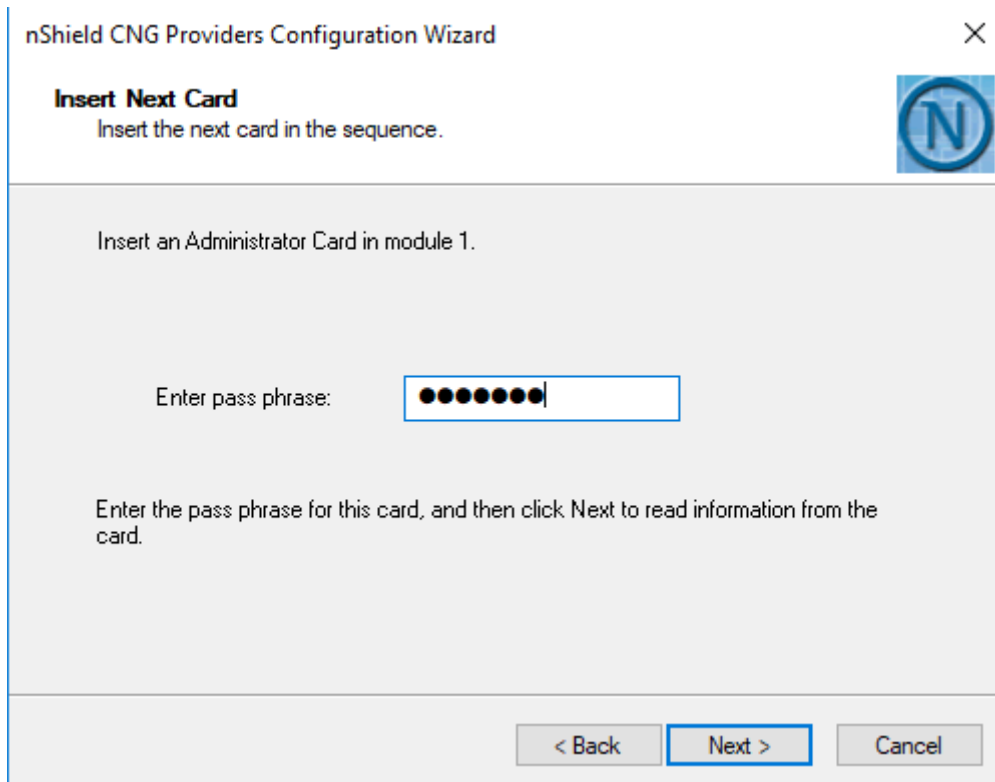 nShield CNG Providers Configuration Wizard
Insert Next Card
Insert the next card in the sequence.
N
Insert an Administrator Card in module 1.
Enter pass phrase: ●●●●●●●
Enter the pass phrase for this card, and then click Next to read information from the
card.
< Back Next > Cancel